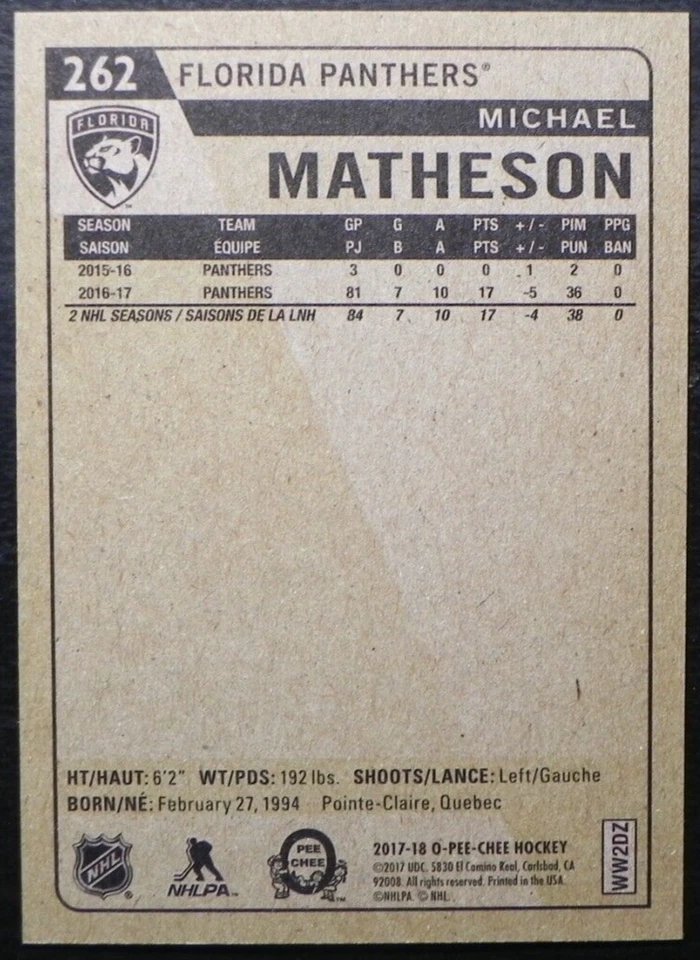 262 FLORIDA PANTHERS®
FLORIDA
MICHAEL
MATHESON
SEASON TEAM GP G A PTS +/- PIM PPG
SAISON ÉQUIPE PJ B A PTS +/- PUN BAN
2015-16 PANTHERS 3 0 0 0 1 2 0
2016-17 PANTHERS 81 7 10 17 -5 36 0
2 NHL SEASONS / SAISONS DE LA LNH 84 7 10 17 -4 38 0
HT/HAUT: 6'2" WT/PDS: 192 lbs. SHOOTS/LANCE: Left/Gauche
BORN/NÉ: February 27, 1994 Pointe-Claire, Quebec
NHL
NHLPA™
O
PEE
CHEE
2017-18 O-PEE-CHEE HOCKEY
©2017 UDC. 5830 El Camino Real, Carlsbad, CA
92008. All rights reserved. Printed in the USA.
©NHLPA. © NHL.
WW2DZ